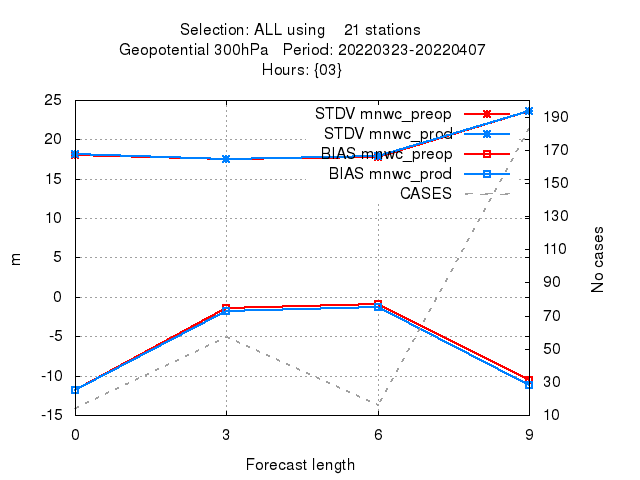 Selection: ALL using    21 stations
Geopotential 300hPa   Period: 20220323-20220407
Hours: {03}
STDV mnwc_preop
STDV mnwc_prod
BIAS mnwc_preop
BIAS mnwc_prod
CASES
25
20
15
10
5
0
-5
-10
-15
m
190
170
150
130
110
90
70
50
30
10
No cases
0 3 6 9
Forecast length